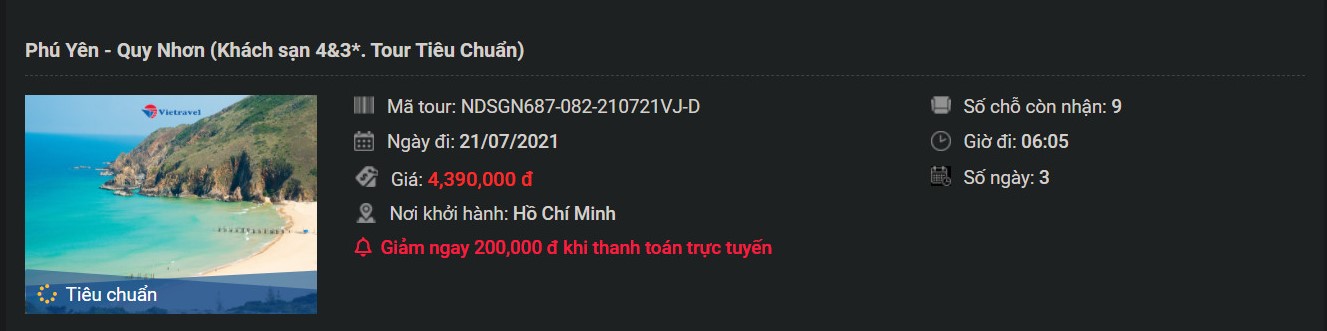 Phú Yên - Quy Nhơn (Khách sạn 4&3*. Tour Tiêu Chuẩn)
Vietravel
Tiêu chuẩn
Mã tour: NDSGN687-082-210721VJ-D
Ngày đi: 21/07/2021
Giá: 4,390,000 đ
Nơi khởi hành: Hồ Chí Minh
Giảm ngay 200,000 đ khi thanh toán trực tuyến
Số chỗ còn nhận: 9
Giờ đi: 06:05
Số ngày: 3